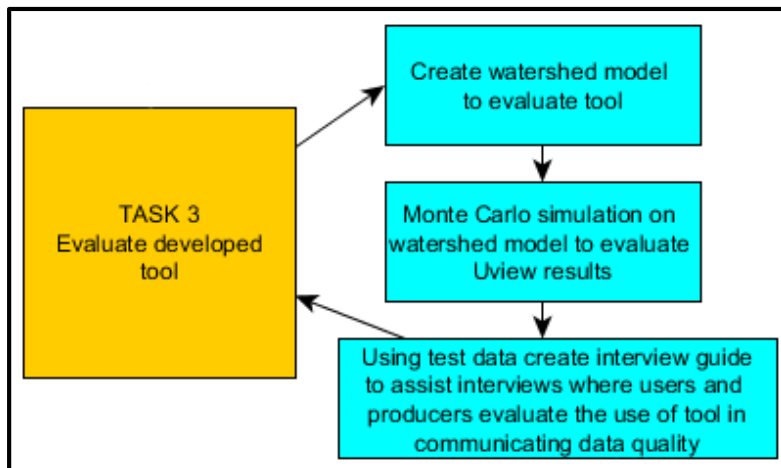 Create watershed model
to evaluate tool
TASK 3
Evaluate developed
tool
Monte Carlo simulation on
watershed model to evaluate
Uview results
Using test data create interview guide
to assist interviews where users and
producers evaluate the use of tool in
communicating data quality